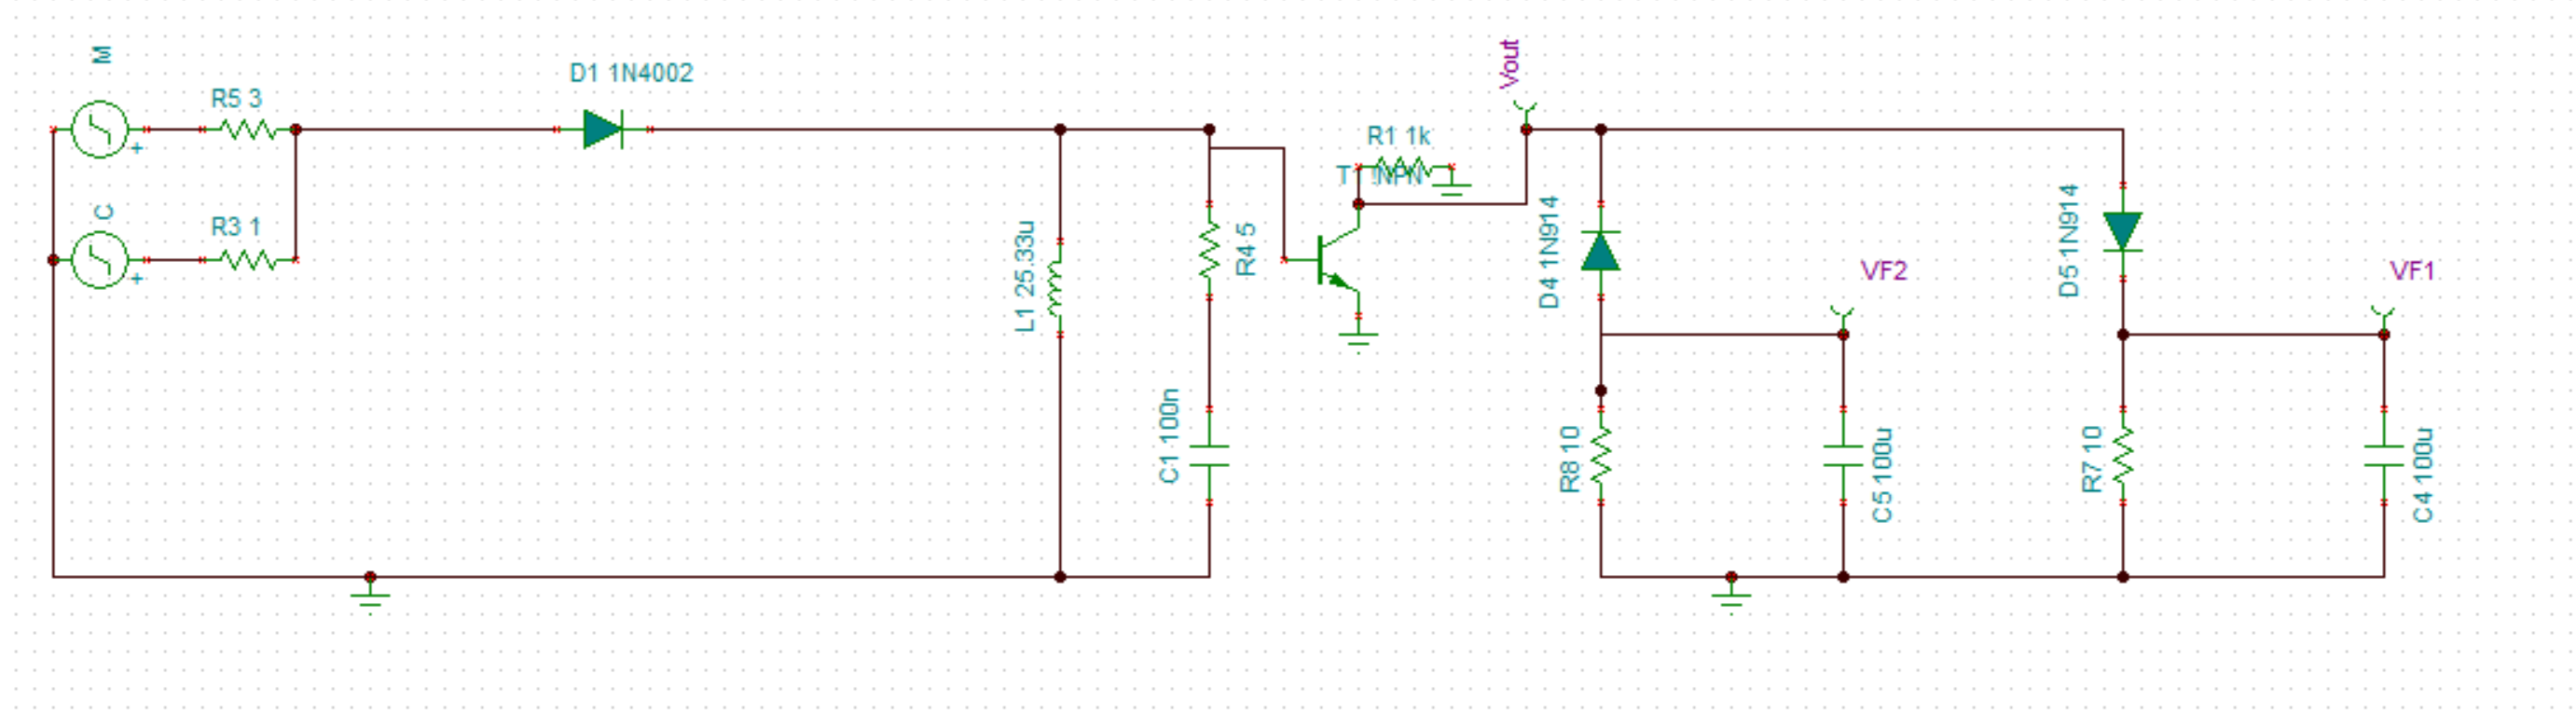 M
R5 3
D1 1N4002
C
R3 1
L1 25.33u
R4 5
C1 100n
R1 1k
T1 !NPN
Vout
D4 1N914
VF2
R8 10
C5 100u
D5 1N914
VF1
R7 10
C4 100u
+
+